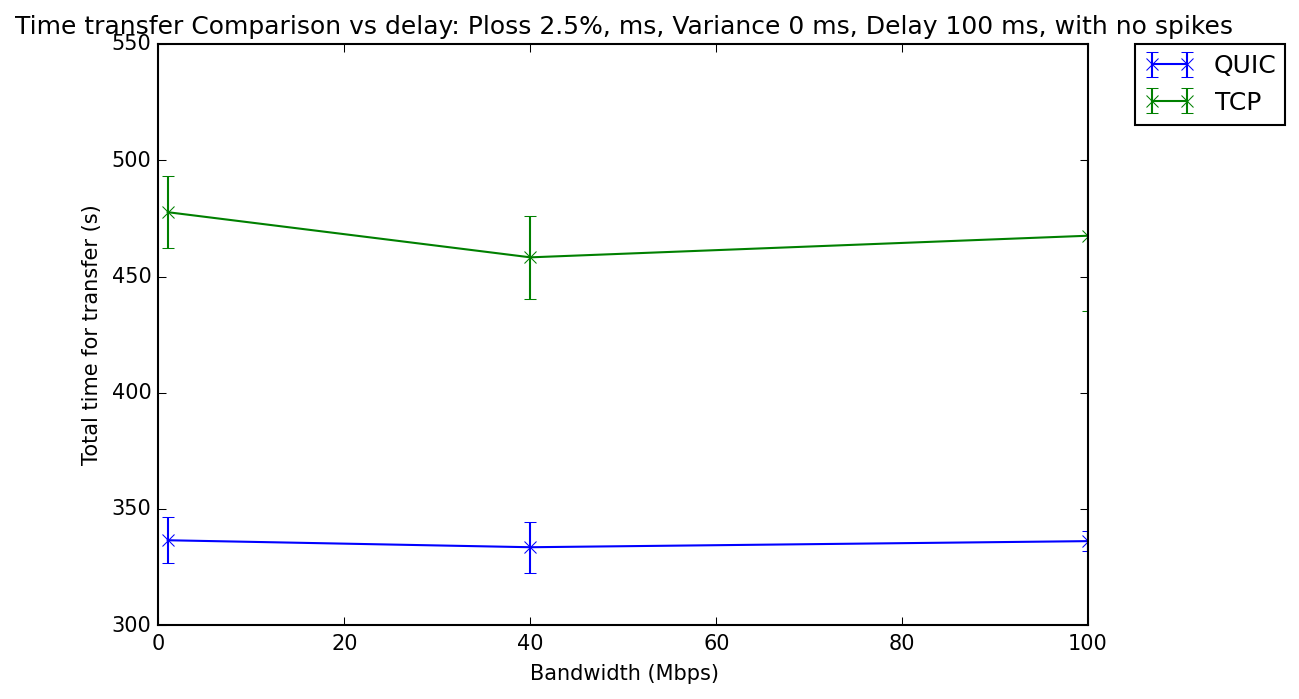 Time transfer Comparison vs delay: Ploss 2.5%, ms, Variance 0 ms, Delay 100 ms, with no spikes
550
500
450
400
350
300
Total time for transfer (s)
0 20 40 60 80 100
Bandwidth (Mbps)
QUIC
TCP